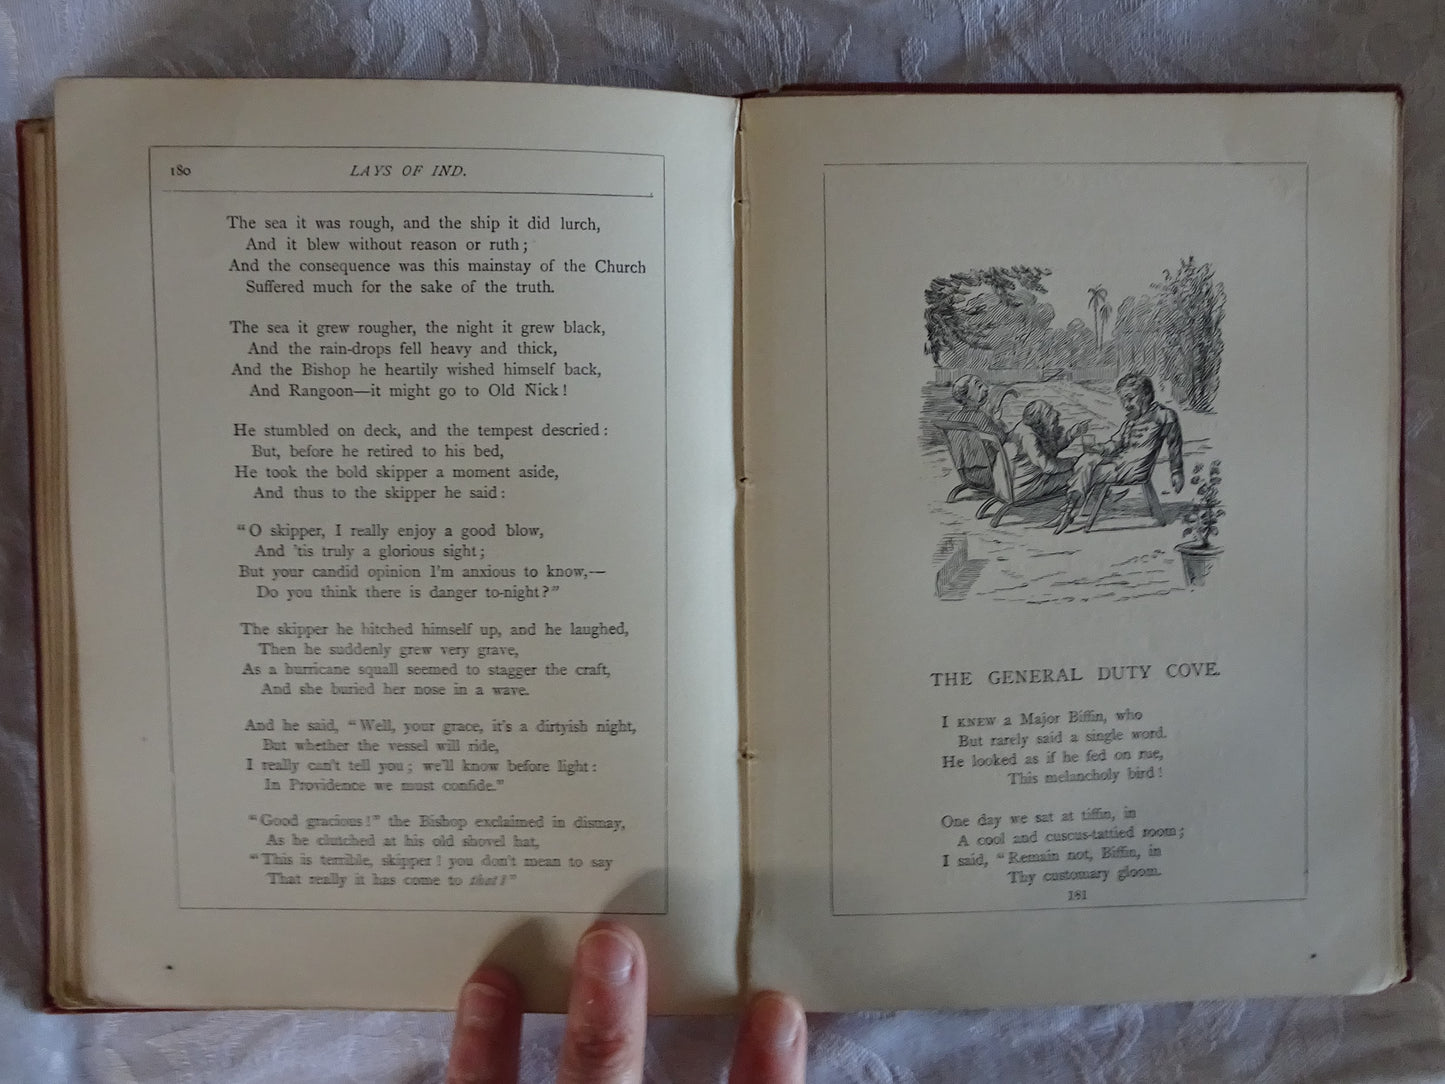 180
LAYS OF IND.
The sea it was rough, and the ship it did lurch,
And it blew without reason or ruth;
And the consequence was this mainstay of the Church
Suffered much for the sake of the truth.
The sea it grew rougher, the night it grew black,
And the rain-drops fell heavy and thick,
And the Bishop he heartily wished himself back,
And Rangoon—it might go to Old Nick!
He stumbled on deck, and the tempest descried:
But, before he retired to his bed,
He took the bold skipper a moment aside,
And thus to the skipper he said:
"O skipper, I really enjoy a good blow,
And 'tis truly a glorious sight;
But your candid opinion I'm anxious to know,—
Do you think there is danger to-night?"
The skipper he hitched himself up, and he laughed,
Then he suddenly grew very grave,
As a hurricane squall seemed to stagger the craft,
And she buried her nose in a wave.
And he said, "Well, your grace, it's a dirtyish night,
But whether the vessel will ride,
I really can't tell you; we'll know before light:
In Providence we must confide."
"Good gracious!" the Bishop exclaimed in dismay,
As he clutched at his old shovel hat,
"This is terrible, skipper! you don't mean to say
That really it has come to that?"
THE GENERAL DUTY COVE.
I KNEW a Major Biffin, who
But rarely said a single word.
He looked as if he fed on rue,
This melancholy bird!
One day we sat at tiffin, in
A cool and cuscus-tattied room;
I said, "Remain not, Biffin, in
Thy customary gloom.
181